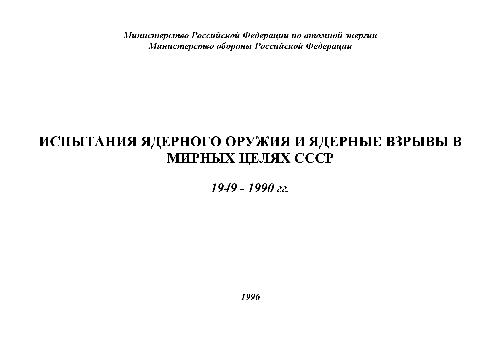 Министерство Российской Федерации по атомной энергии
Министерство обороны Российской Федерации
ИСПЫТАНИЯ ЯДЕРНОГО ОРУЖИЯ И ЯДЕРНЫЕ ВЗРЫВЫ В
МИРНЫХ ЦЕЛЯХ СССР
1949 - 1990 гг.
1996